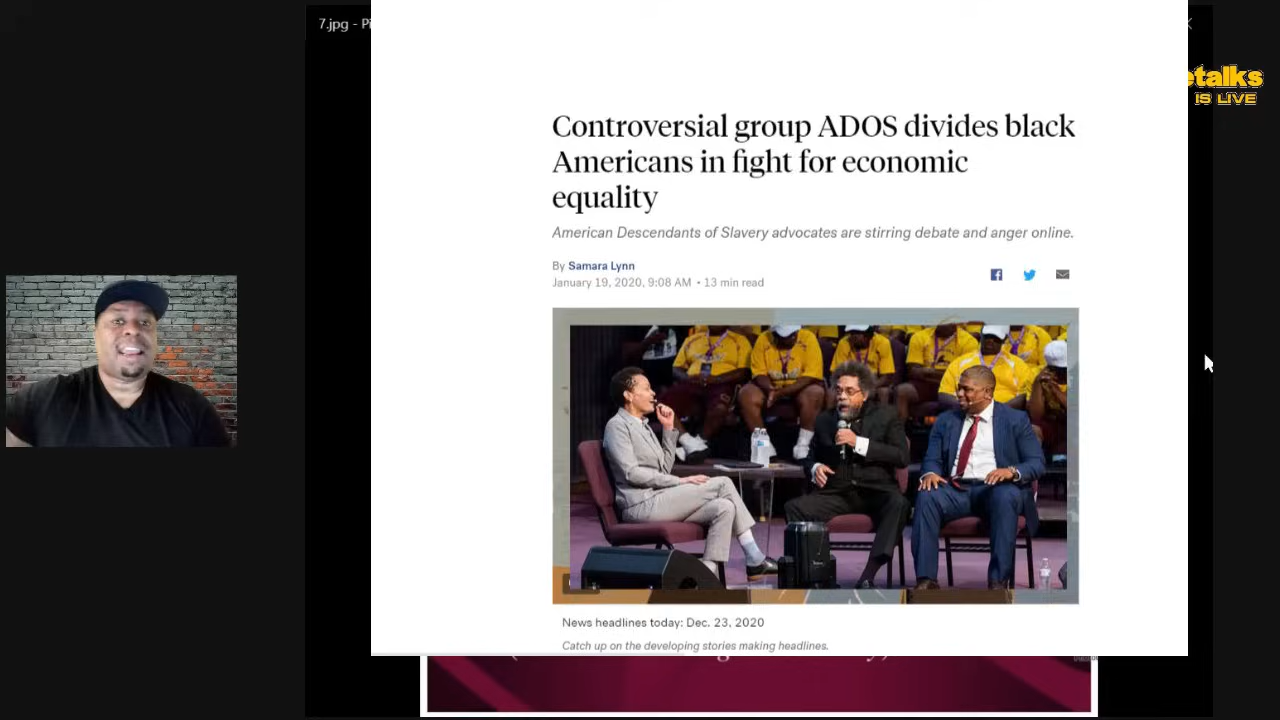 7.jpg
etalks
IS LIVE
Controversial group ADOS divides black
Americans in fight for economic
equality
American Descendants of Slavery advocates are stirring debate and anger online.
By Samara Lynn
January 19, 2020, 9:08 AM • 13 min read
News headlines today: Dec. 23, 2020
Catch up on the developing stories making headlines.